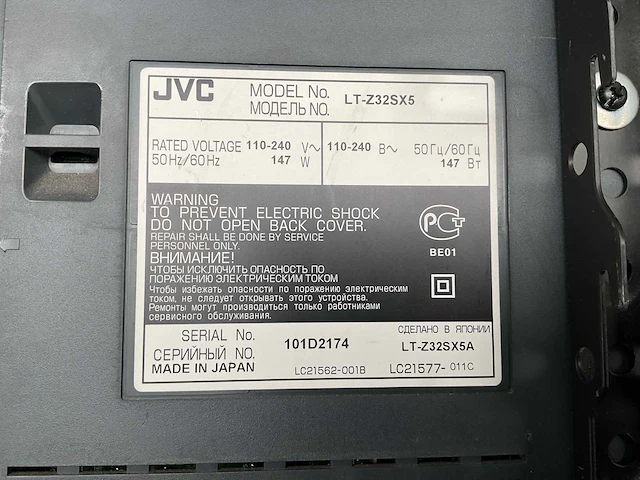 JVC
MODEL No.
МОДЕЛЬ NO.
LT-Z32SX5
RATED VOLTAGE 110-240 V∿
50Hz/60Hz 147 W
110-240 В∿ 50Гц/60Гц
147 Вт
WARNING
TO PREVENT ELECTRIC SHOCK
DO NOT OPEN BACK COVER.
REPAIR SHALL BE DONE BY SERVICE
PERSONNEL ONLY.
ВНИМАНИЕ!
ЧТОБЫ ИСКЛЮЧИТЬ ОПАСНОСТЬ ПО
ПОРАЖЕНИЮ ЭЛЕКТРИЧЕСКИМ ТОКОМ
Чтобы избежать опасности по поражению электрическим
током, не следует открывать этого устройства.
Ремонты могут производиться только работниками
сервисного обслуживания.
РСТ
BE01
SERIAL No.
СЕРИЙНЫЙ NO.
101D2174
СДЕЛАНО В ЯПОНИИ
LT-Z32SX5A
MADE IN JAPAN
LC21562-001B
LC21577-011C